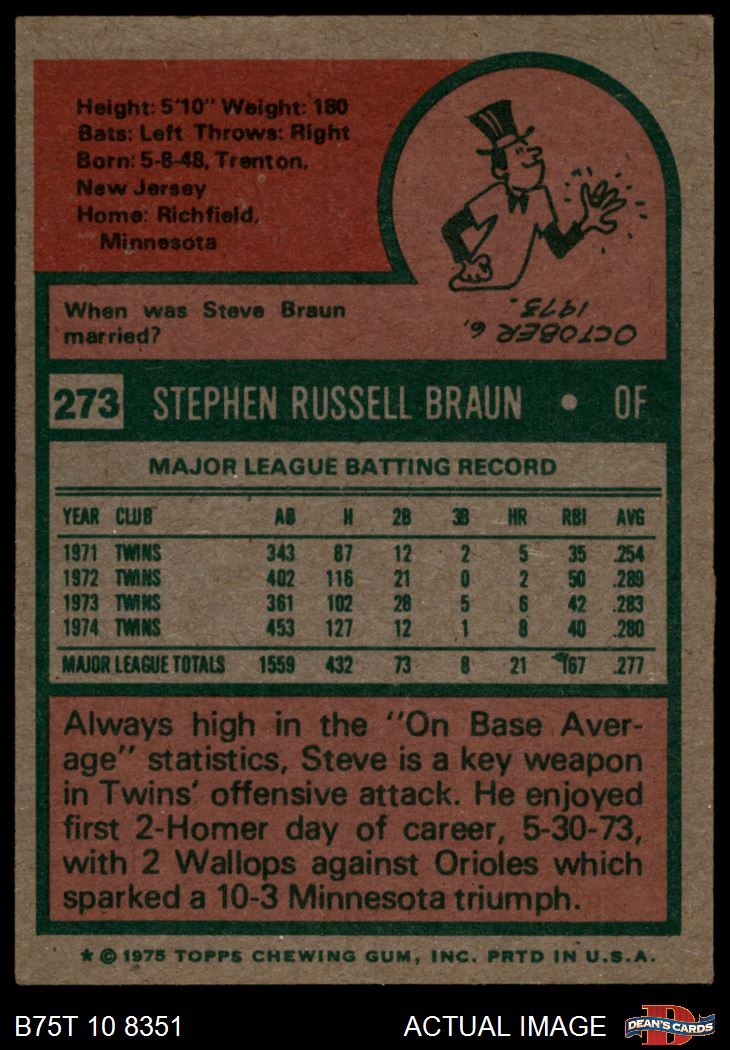 Height: 5'10" Weight: 180
Bats: Left Throws: Right
Born: 5-8-48, Trenton,
New Jersey
Home: Richfield,
Minnesota
When was Steve Braun
married?
OCTOBER 6,
1973.
273 STEPHEN RUSSELL BRAUN • OF
MAJOR LEAGUE BATTING RECORD
YEAR CLUB AB H 2B 3B HR RBI AVG
1971 TWINS 343 87 12 2 5 35 .254
1972 TWINS 402 116 21 0 2 50 .289
1973 TWINS 361 102 28 5 6 42 .283
1974 TWINS 453 127 12 1 8 40 .280
MAJOR LEAGUE TOTALS 1559 432 73 8 21 167 .277
Always high in the "On Base Aver-
age" statistics, Steve is a key weapon
in Twins' offensive attack. He enjoyed
first 2-Homer day of career, 5-30-73,
with 2 Wallops against Orioles which
sparked a 10-3 Minnesota triumph.
* © 1975 TOPPS CHEWING GUM, INC. PRTD IN U.S.A.
B75T 10 8351 ACTUAL IMAGE D DEAN'S CARDS